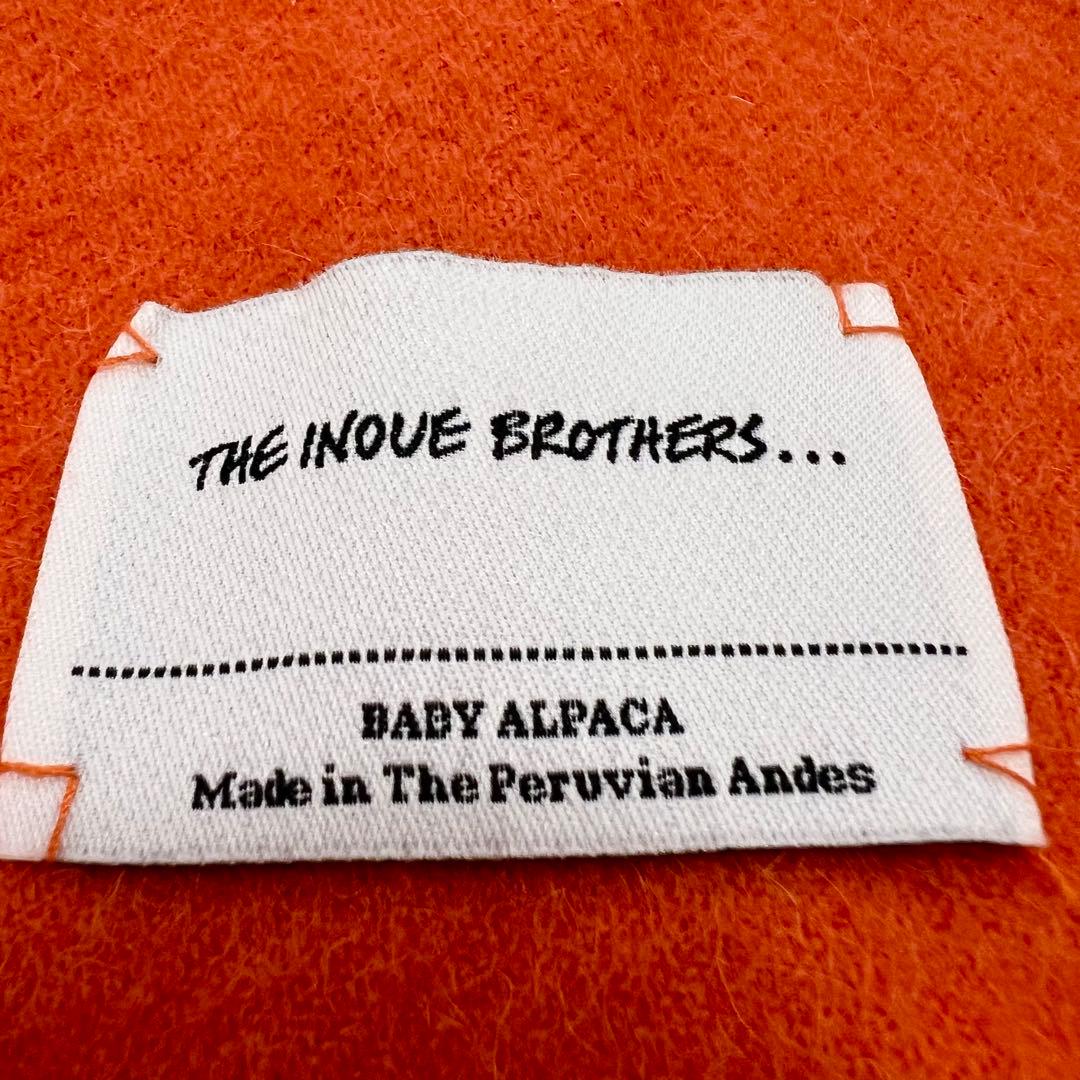 THE INOUE BROTHERS...
BABY ALPACA
Made in The Peruvian Andes